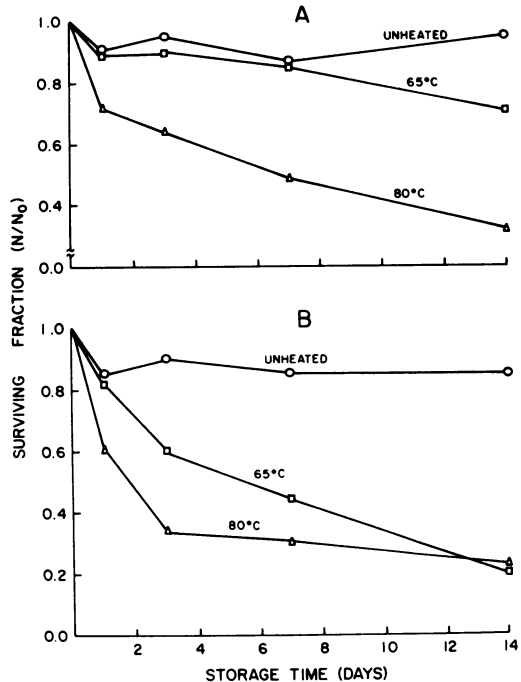 A
1.0
UNHEATED
0.8
65°C
0.6
80°C
0.4
0.0
SURVIVING FRACTION (N/N₀)
B
1.0
UNHEATED
0.8
0.6
65°C
0.4
80°C
0.2
0.0
2 4 6 8 10 12 14
STORAGE TIME (DAYS)